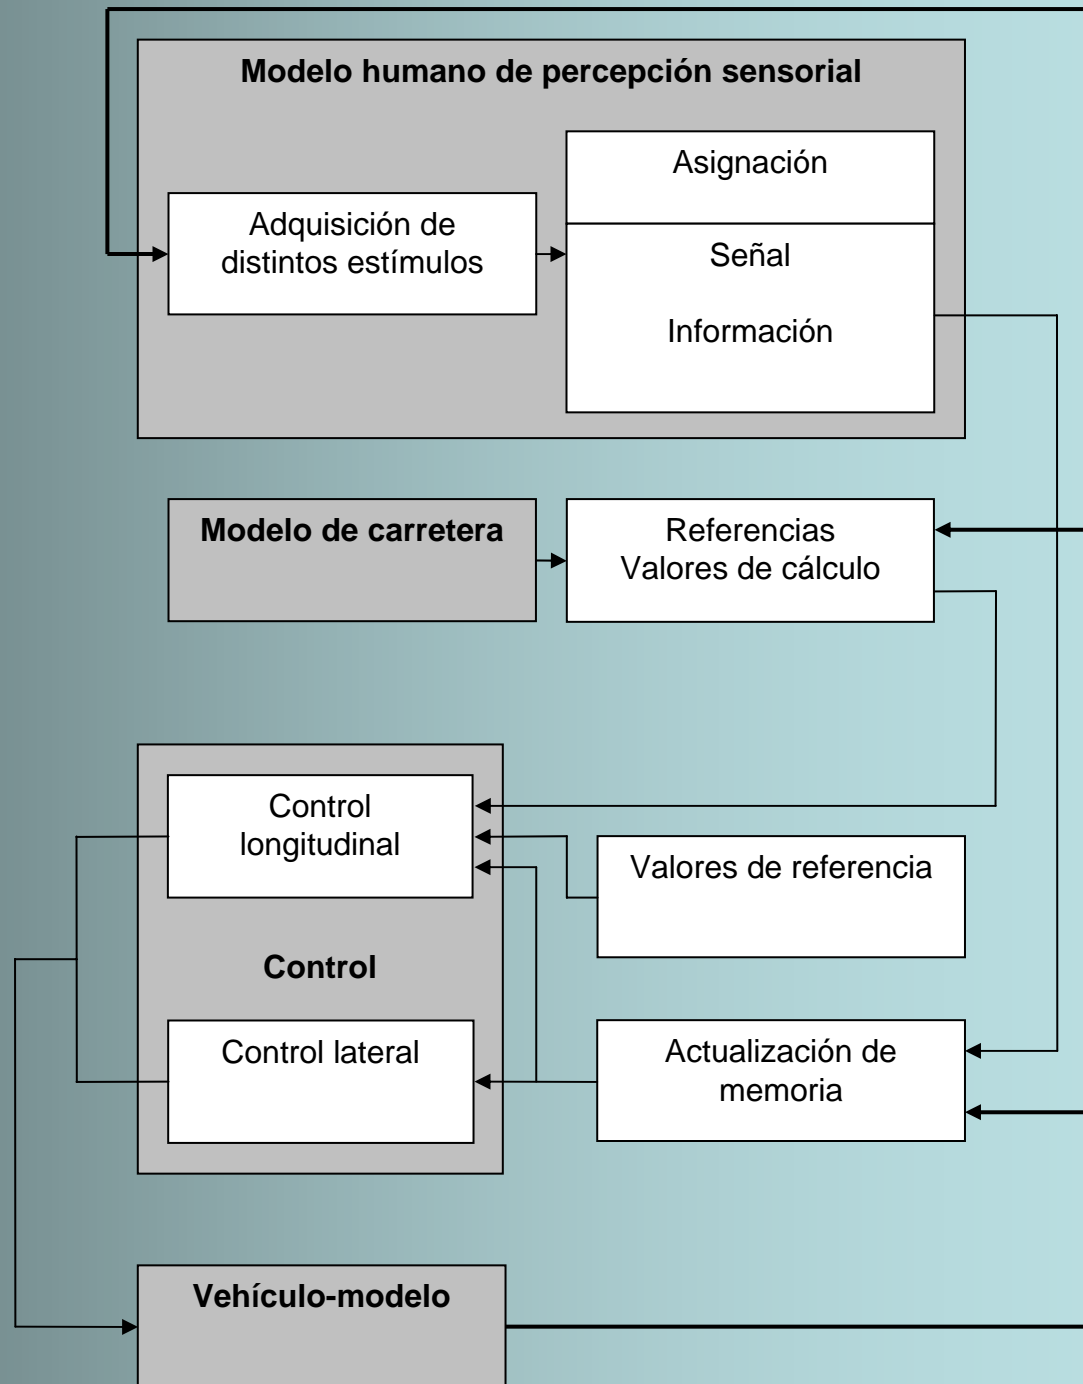 Modelo humano de percepción sensorial
Asignación
Adquisición de
distintos estímulos
Señal
Información
Modelo de carretera
Referencias
Valores de cálculo
Control
longitudinal
Valores de referencia
Control
Control lateral
Actualización de
memoria
Vehículo-modelo